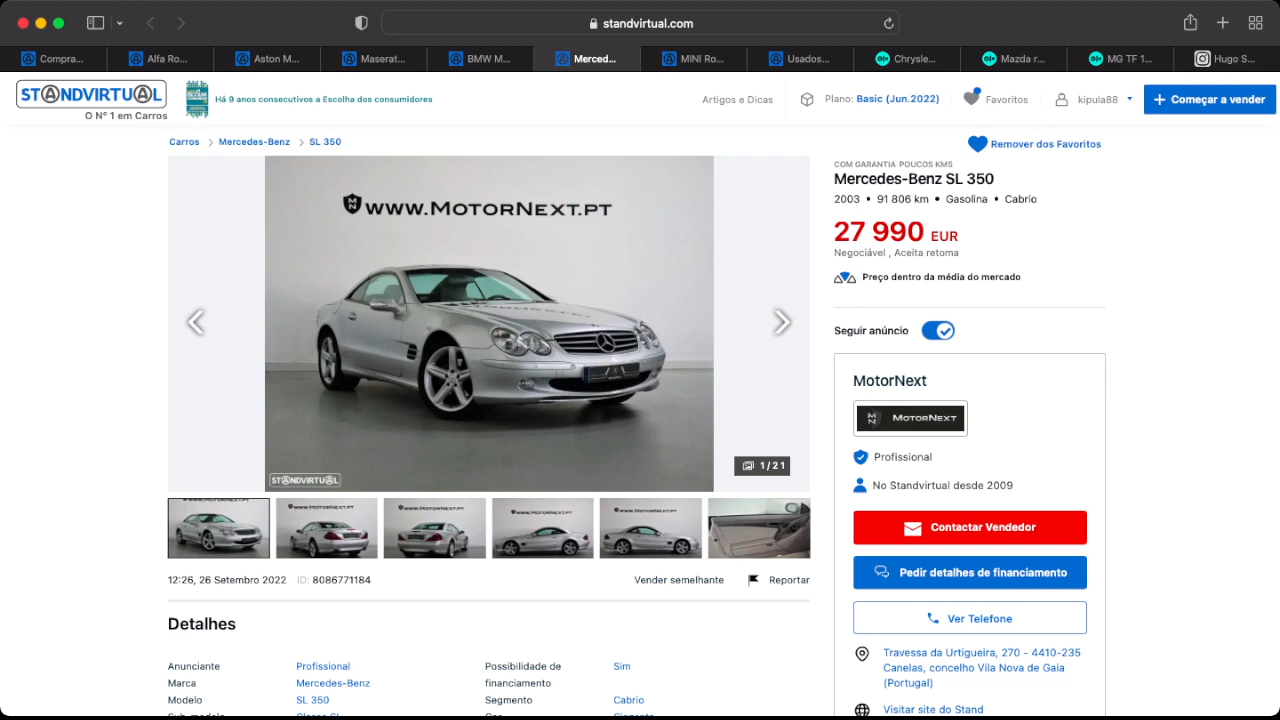 standvirtual.com
Compra...
Alfa Ro...
Aston M...
Maserat...
BMW M...
Merced...
MINI Ro...
Usados...
Chrysle...
Mazda r...
MG TF 1...
Hugo S...
STANDVIRTUAL
O Nº 1 em Carros
Há 9 anos consecutivos a Escolha dos consumidores
Artigos e Dicas
Plano: Basic (Jun.2022)
Favoritos
kipula88
Começar a vender
Carros > Mercedes-Benz > SL 350
Remover dos Favoritos
WWW.MOTORNEXT.PT
1/21
STANDVIRTUAL
12:26, 26 Setembro 2022 ID: 8086771184
Vender semelhante
Reportar
COM GARANTIA POUCOS KMS
Mercedes-Benz SL 350
2003 • 91 806 km • Gasolina • Cabrio
27 990 EUR
Negociável , Aceita retoma
Preço dentro da média do mercado
Seguir anúncio
MotorNext
MN MOTORNEXT
Profissional
No Standvirtual desde 2009
Contactar Vendedor
Pedir detalhes de financiamento
Ver Telefone
Travessa da Urtigueira, 270 - 4410-235
Canelas, concelho Vila Nova de Gaia
(Portugal)
Visitar site do Stand
Detalhes
Anunciante Profissional
Marca Mercedes-Benz
Modelo SL 350
Possibilidade de Sim
financiamento
Segmento Cabrio